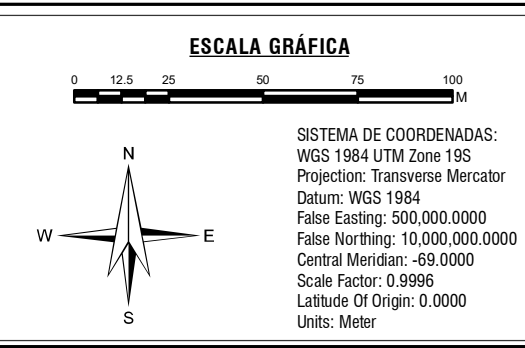 ESCALA GRÁFICA
0 12.5 25 50 75 100
M
N
W E
S
SISTEMA DE COORDENADAS:
WGS 1984 UTM Zone 19S
Projection: Transverse Mercator
Datum: WGS 1984
False Easting: 500,000.0000
False Northing: 10,000,000.0000
Central Meridian: -69.0000
Scale Factor: 0.9996
Latitude Of Origin: 0.0000
Units: Meter